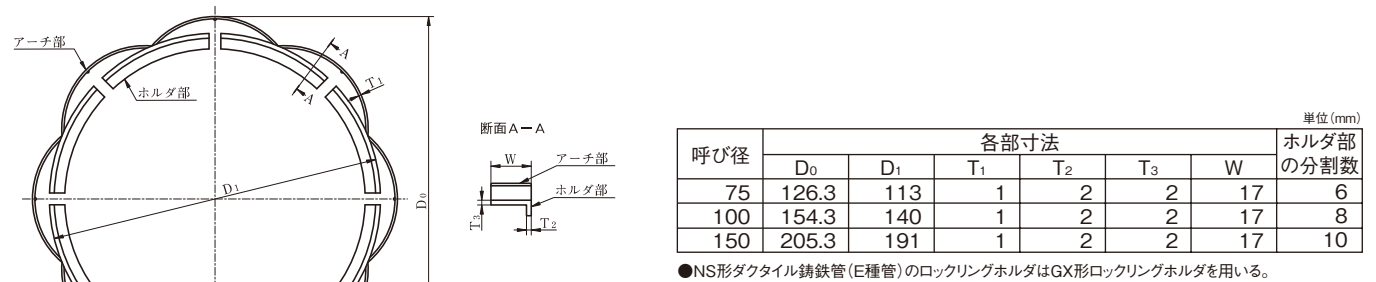 アーチ部
ホルダ部
A
A
T1
D1
D0
断面A-A
W
アーチ部
ホルダ部
T3
T2
単位(mm)
呼び径 各部寸法 ホルダ部の分割数
D0 D1 T1 T2 T3 W
75 126.3 113 1 2 2 17 6
100 154.3 140 1 2 2 17 8
150 205.3 191 1 2 2 17 10
●NS形ダクタイル鋳鉄管(E種管)のロックリングホルダはGX形ロックリングホルダを用いる。